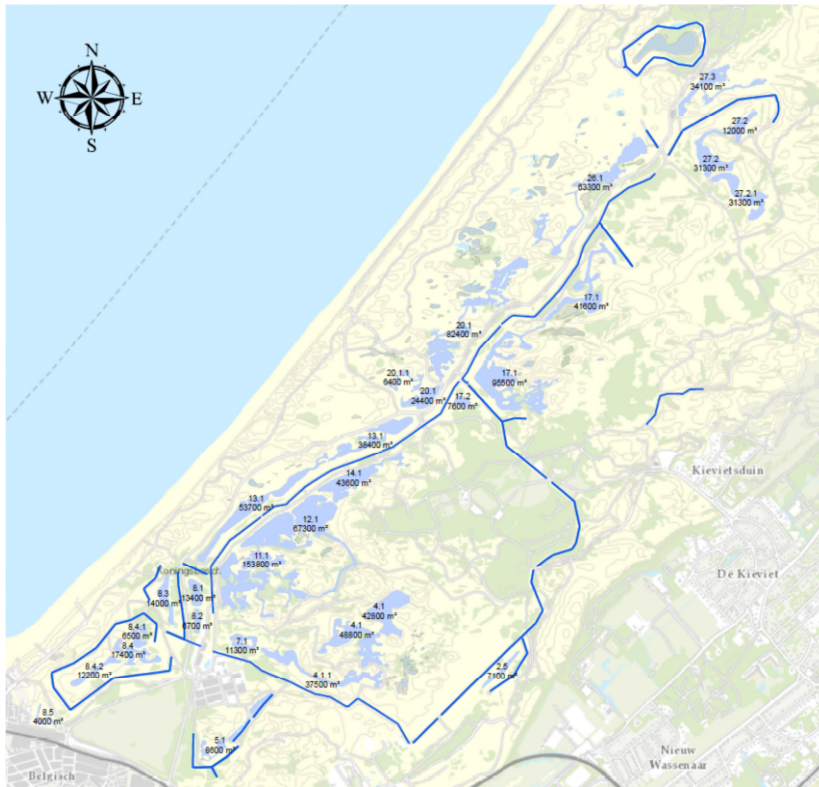 N
W E
S
27.3
34100 m²
27.2
12000 m²
27.2
31300 m²
27.2.1
31300 m²
26.1
63300 m²
17.1
41600 m²
20.1
82400 m²
20.1.1
6400 m²
20.1
24400 m²
17.2
7600 m²
17.1
95500 m²
13.1
38400 m²
14.1
43600 m²
13.1
53700 m²
12.1
67300 m²
11.1
153800 m²
Koningsbosch
8.3
14000 m²
8.1
13400 m²
8.2
6700 m²
8.4.1
6500 m²
8.4
17400 m²
8.4.2
12200 m²
8.5
4000 m²
7.1
11300 m²
4.1
42800 m²
4.1
48800 m²
4.1.1
37500 m²
2.5
7100 m²
5.1
8600 m²
Kievietsduin
De Kieviet
Nieuw
Wassenaar
Belgisch